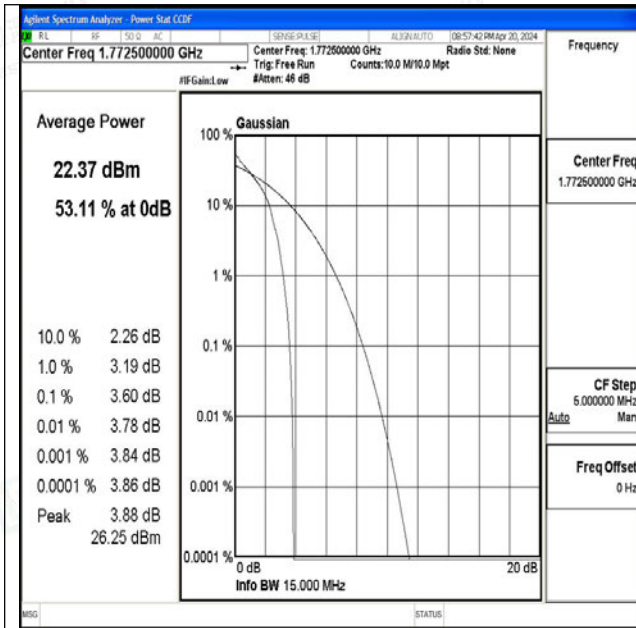 Agilent Spectrum Analyzer - Power Stat CCDF
RL RF 50 Ω AC SENSE:PULSE ALIGNAUTO 08:57:42 PM Apr 20, 2024
Center Freq 1.772500000 GHz
Center Freq: 1.772500000 GHz
Radio Std: None
Trig: Free Run
Counts:10.0 M/10.0 Mpt
#IFGain:Low
#Atten: 46 dB
Average Power
22.37 dBm
53.11 % at 0dB
10.0 % 2.26 dB
1.0 % 3.19 dB
0.1 % 3.60 dB
0.01 % 3.78 dB
0.001 % 3.84 dB
0.0001 % 3.86 dB
Peak 3.88 dB
26.25 dBm
Gaussian
100 %
10 %
1 %
0.1 %
0.01 %
0.001 %
0.0001 %
0 dB
20 dB
Info BW 15.000 MHz
Frequency
Center Freq
1.772500000 GHz
CF Step
5.000000 MHz
Auto Man
Freq Offset
0 Hz
MSG
STATUS